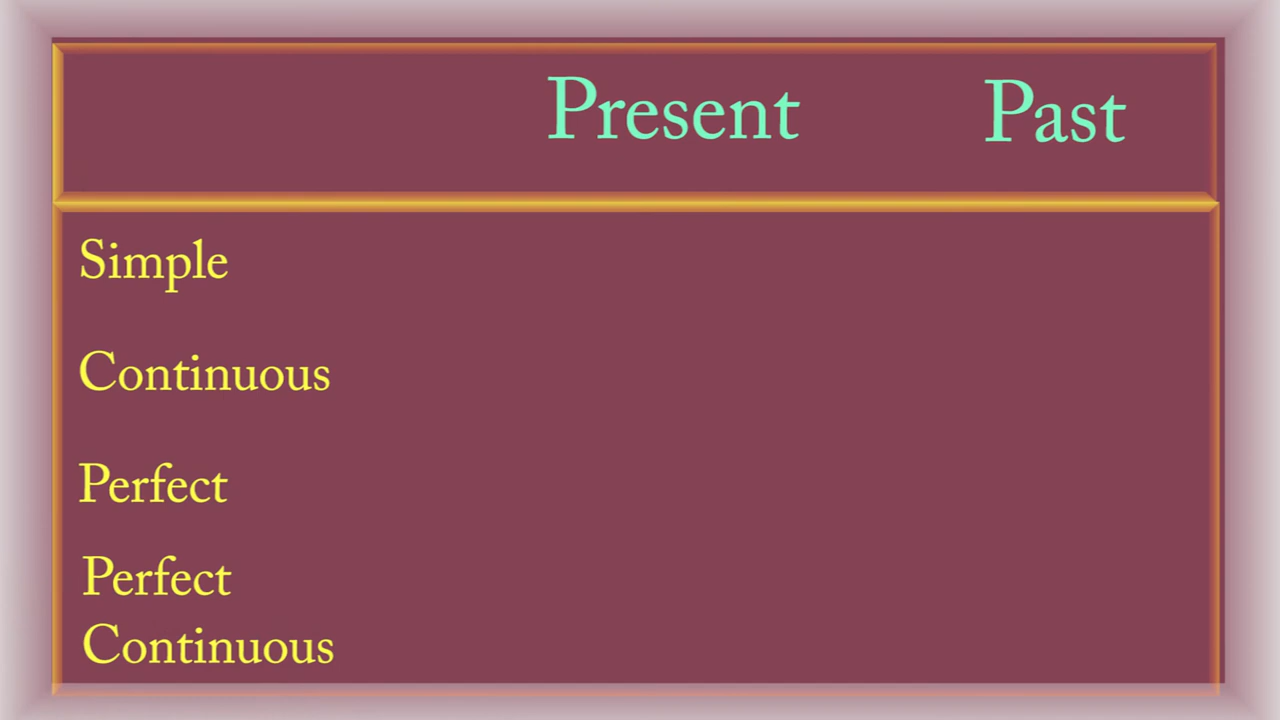 Present Past
Simple
Continuous
Perfect
Perfect
Continuous